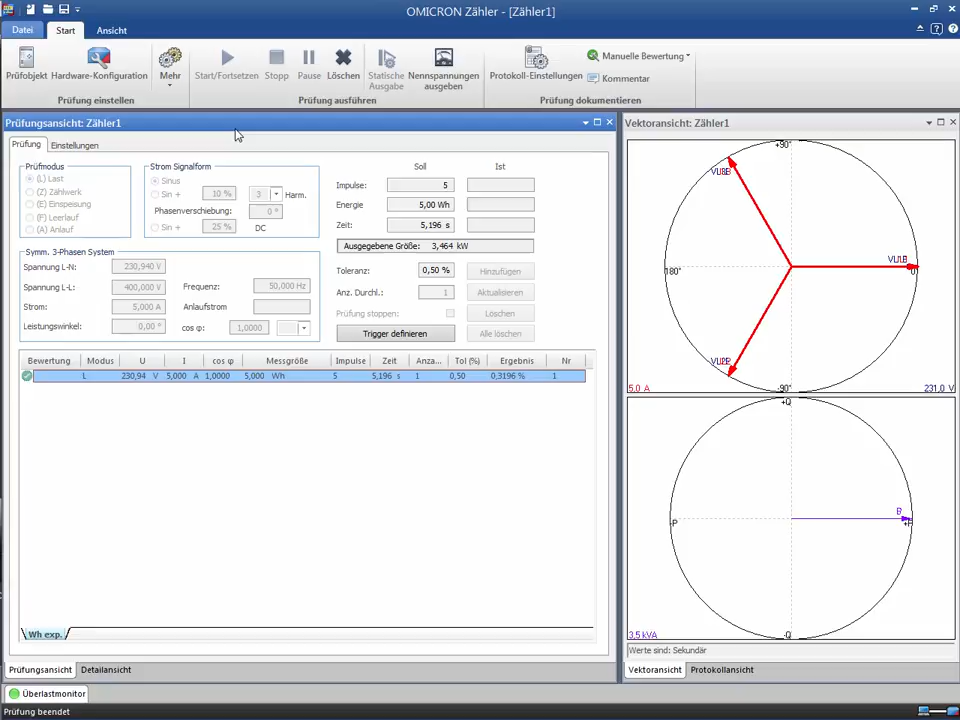 OMICRON Zähler - [Zähler1]
Datei Start Ansicht
Prüfobjekt Hardware-Konfiguration Mehr Start/Fortsetzen Stopp Pause Löschen Statische Ausgabe Nennspannungen ausgeben Protokoll-Einstellungen Manuelle Bewertung
Kommentar
Prüfung einstellen Prüfung ausführen Prüfung dokumentieren
Prüfungsansicht: Zähler1
Prüfung Einstellungen
Prüfmodus
(L) Last
(Z) Zählwerk
(E) Einspeisung
(F) Leerlauf
(A) Anlauf
Strom Signalform
Sinus
Sin + 10 % 3 Harm.
Phasenverschiebung: 0 °
Sin + 25 % DC
Symm. 3-Phasen System
Spannung L-N: 230,940 V
Spannung L-L: 400,000 V Frequenz: 50,000 Hz
Strom: 5,000 A Anlaufstrom
Leistungswinkel: 0,00 ° cos φ: 1,0000
Soll Ist
Impulse: 5
Energie 5,00 Wh
Zeit: 5,196 s
Ausgegebene Größe: 3,464 kW
Toleranz: 0,50 % Hinzufügen
Anz. Durchl.: 1 Aktualisieren
Prüfung stoppen: Löschen
Trigger definieren Alle löschen
Bewertung Modus U I cos φ Messgröße Impulse Zeit Anza... Tol (%) Ergebnis Nr
L 230,94 V 5,000 A 1,0000 5,000 Wh 5 5,196 s 1 0,50 0,3196 % 1
Wh exp.
Prüfungsansicht Detailansicht
Vektoransicht: Zähler1
+90°
180°
0°
-90°
5,0 A 231,0 V
+Q
S
-P
+P
-Q
3,5 kVA
Werte sind: Sekundär
Vektoransicht Protokollansicht
Überlastmonitor
Prüfung beendet